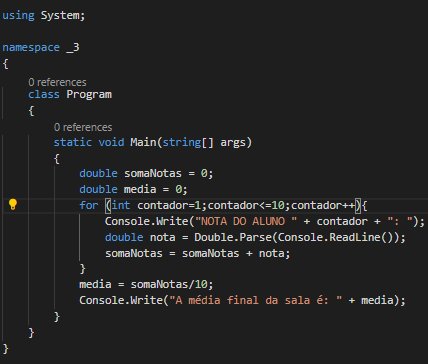 using System;
namespace _3
{
0 references
class Program
{
0 references
static void Main(string[] args)
{
double somaNotas = 0;
double media = 0;
for (int contador=1;contador<=10;contador++){
Console.Write("NOTA DO ALUNO " + contador + ": ");
double nota = Double.Parse(Console.ReadLine());
somaNotas = somaNotas + nota;
}
media = somaNotas/10;
Console.Write("A média final da sala é: " + media);
}
}
}